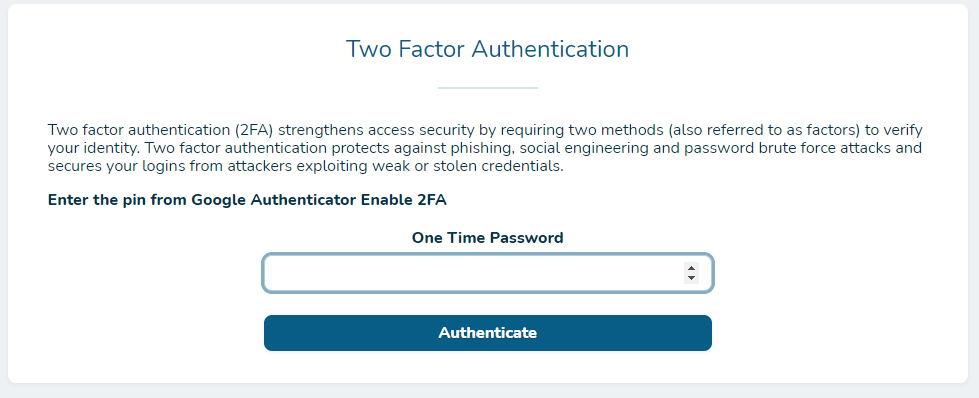 Two Factor Authentication
Two factor authentication (2FA) strengthens access security by requiring two methods (also referred to as factors) to verify
your identity. Two factor authentication protects against phishing, social engineering and password brute force attacks and
secures your logins from attackers exploiting weak or stolen credentials.
Enter the pin from Google Authenticator Enable 2FA
One Time Password
Authenticate